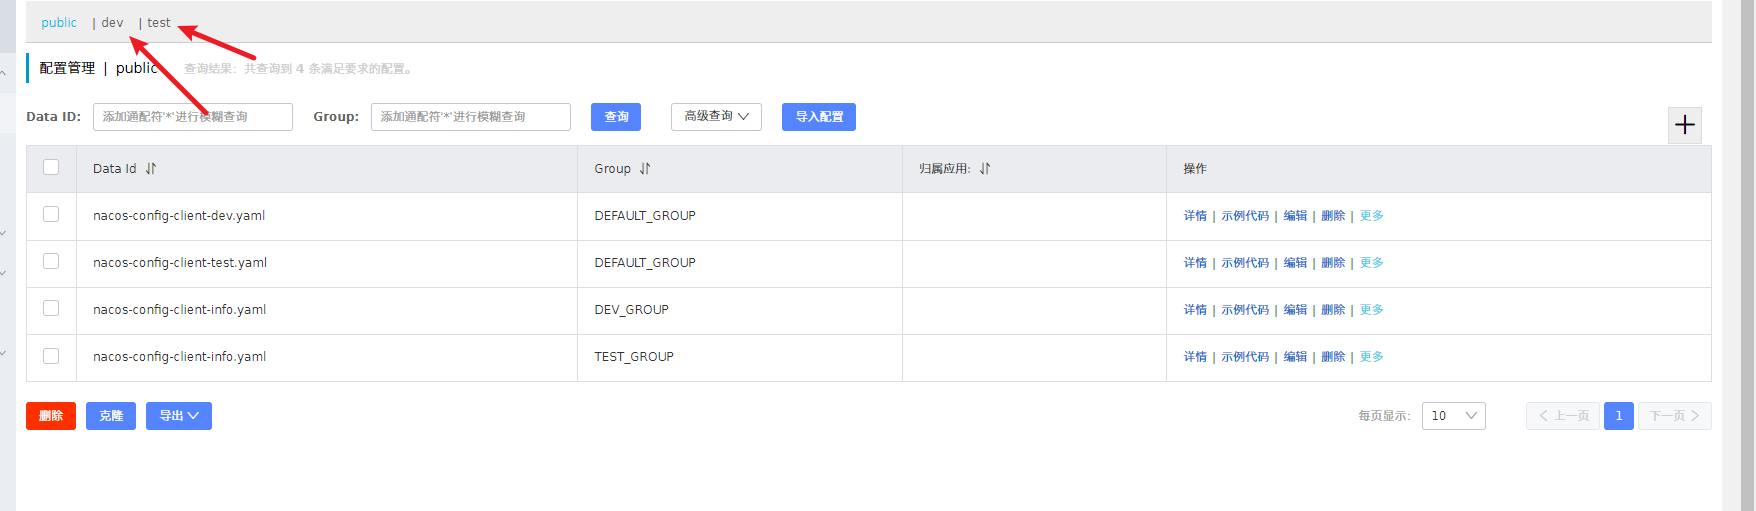 public | dev | test
配置管理 | public 查询结果：共查询到 4 条满足要求的配置。
Data ID: 添加通配符'*'进行模糊查询 Group: 添加通配符'*'进行模糊查询 查询 高级查询 导入配置
Data Id Group 归属应用: 操作
nacos-config-client-dev.yaml DEFAULT_GROUP 详情 | 示例代码 | 编辑 | 删除 | 更多
nacos-config-client-test.yaml DEFAULT_GROUP 详情 | 示例代码 | 编辑 | 删除 | 更多
nacos-config-client-info.yaml DEV_GROUP 详情 | 示例代码 | 编辑 | 删除 | 更多
nacos-config-client-info.yaml TEST_GROUP 详情 | 示例代码 | 编辑 | 删除 | 更多
删除 克隆 导出 每页显示: 10 上一页 1 下一页